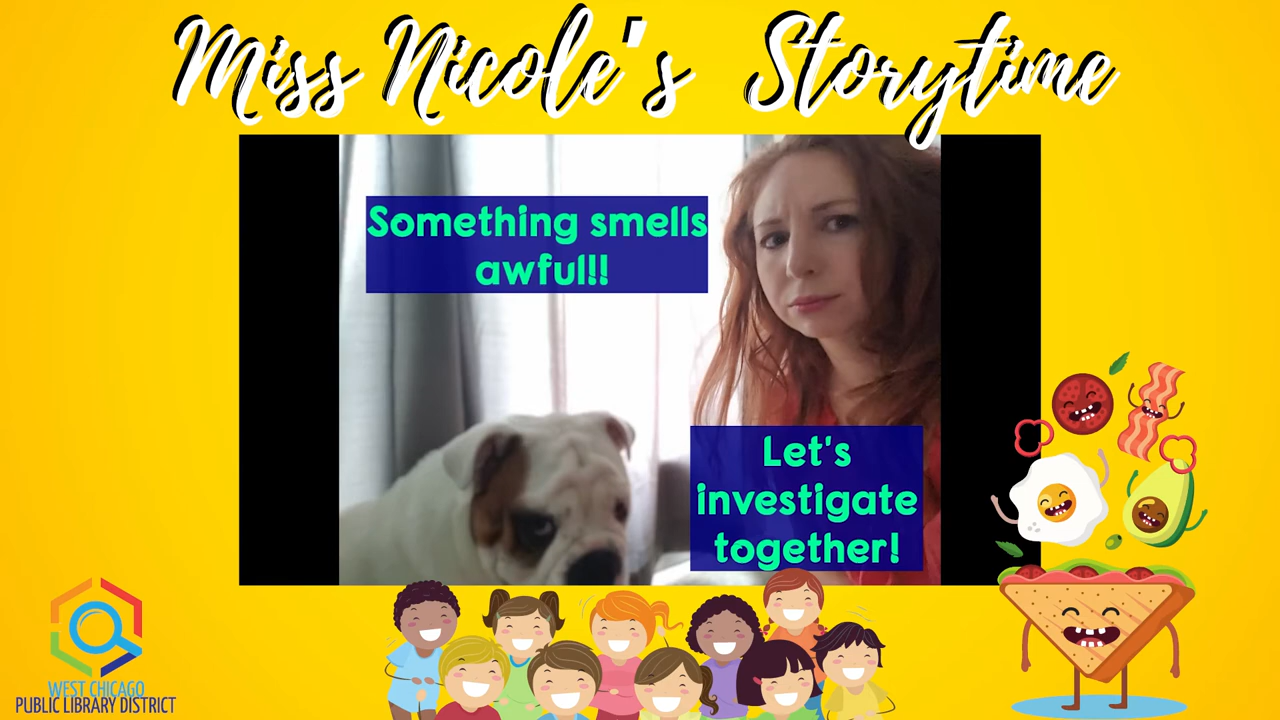 Miss Nicole's Storytime
Something smells
awful!!
Let's
investigate
together!
WEST CHICAGO
PUBLIC LIBRARY DISTRICT